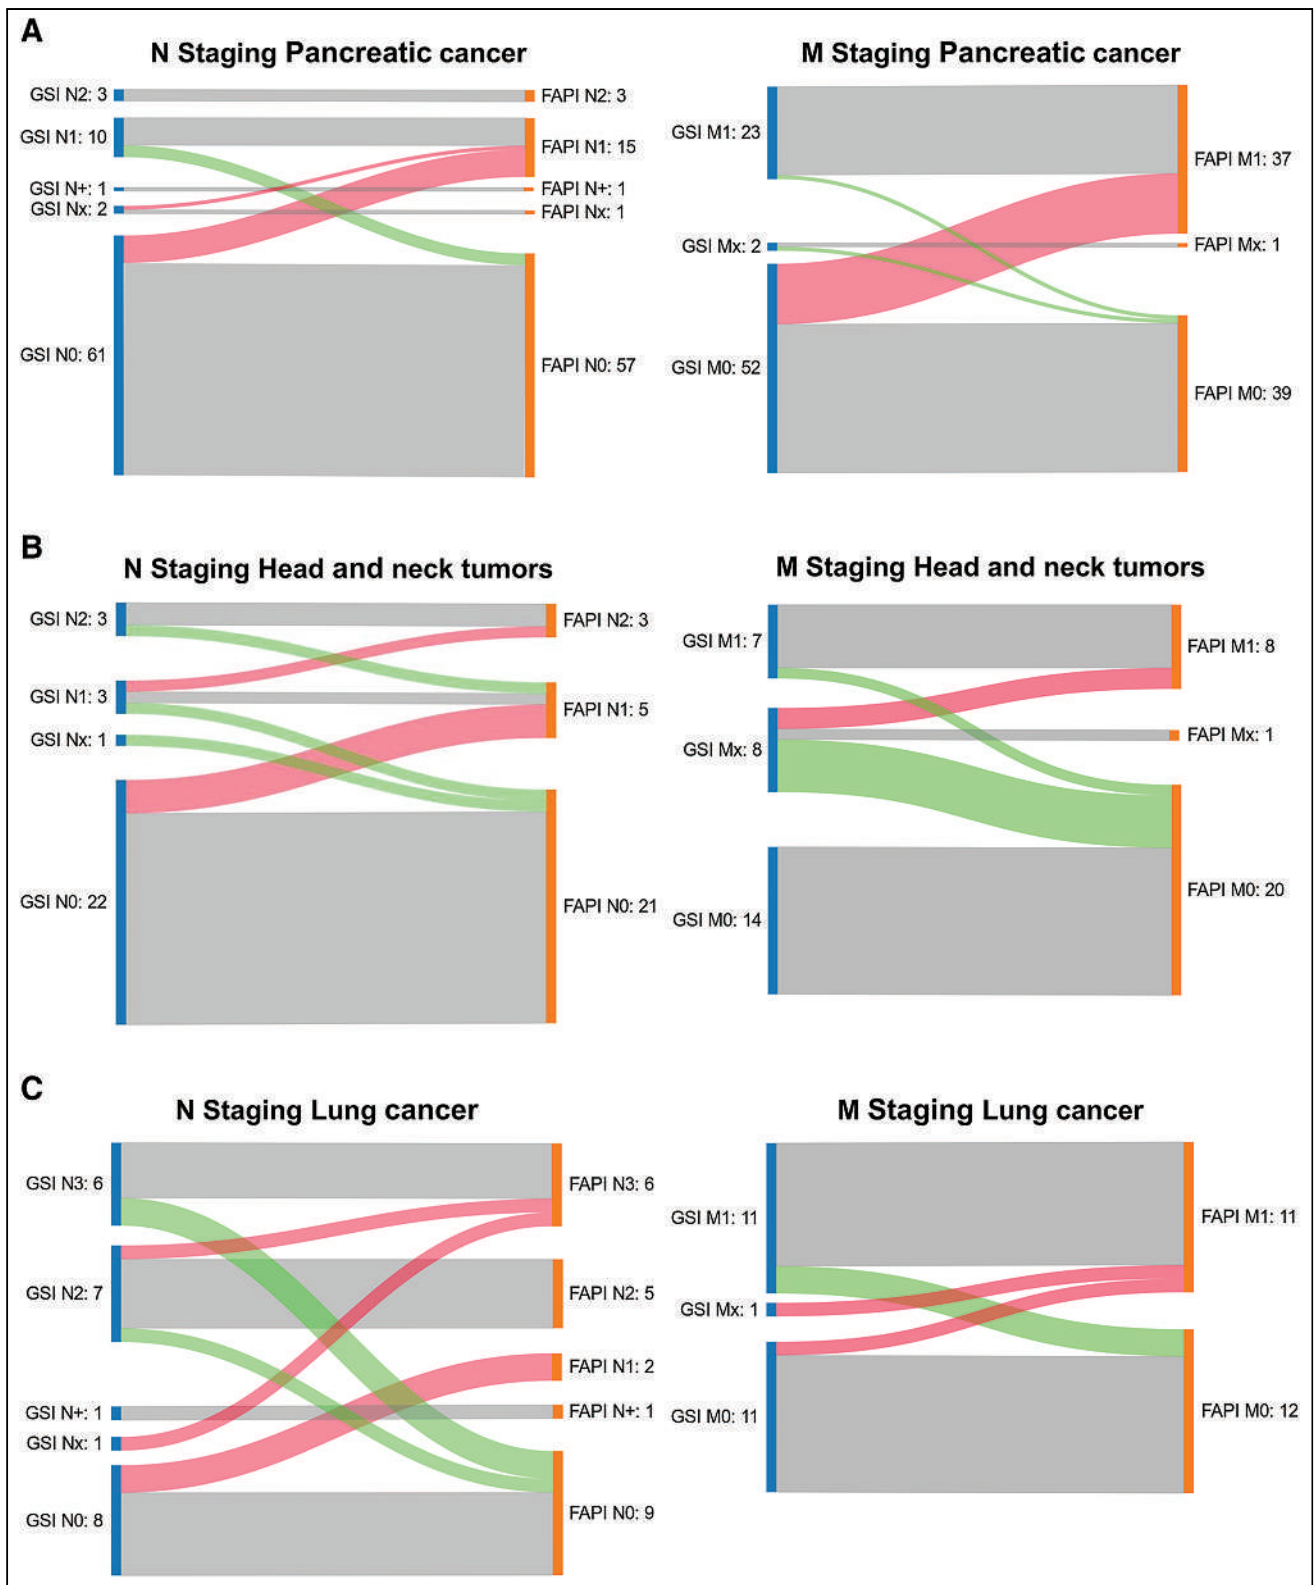 A
N Staging Pancreatic cancer
GSI N2: 3
GSI N1: 10
GSI N+: 1
GSI Nx: 2
GSI N0: 61
FAPI N2: 3
FAPI N1: 15
FAPI N+: 1
FAPI Nx: 1
FAPI N0: 57
M Staging Pancreatic cancer
GSI M1: 23
GSI Mx: 2
GSI M0: 52
FAPI M1: 37
FAPI Mx: 1
FAPI M0: 39
B
N Staging Head and neck tumors
GSI N2: 3
GSI N1: 3
GSI Nx: 1
GSI N0: 22
FAPI N2: 3
FAPI N1: 5
FAPI N0: 21
M Staging Head and neck tumors
GSI M1: 7
GSI Mx: 8
GSI M0: 14
FAPI M1: 8
FAPI Mx: 1
FAPI M0: 20
C
N Staging Lung cancer
GSI N3: 6
GSI N2: 7
GSI N+: 1
GSI Nx: 1
GSI N0: 8
FAPI N3: 6
FAPI N2: 5
FAPI N1: 2
FAPI N+: 1
FAPI N0: 9
M Staging Lung cancer
GSI M1: 11
GSI Mx: 1
GSI M0: 11
FAPI M1: 11
FAPI M0: 12